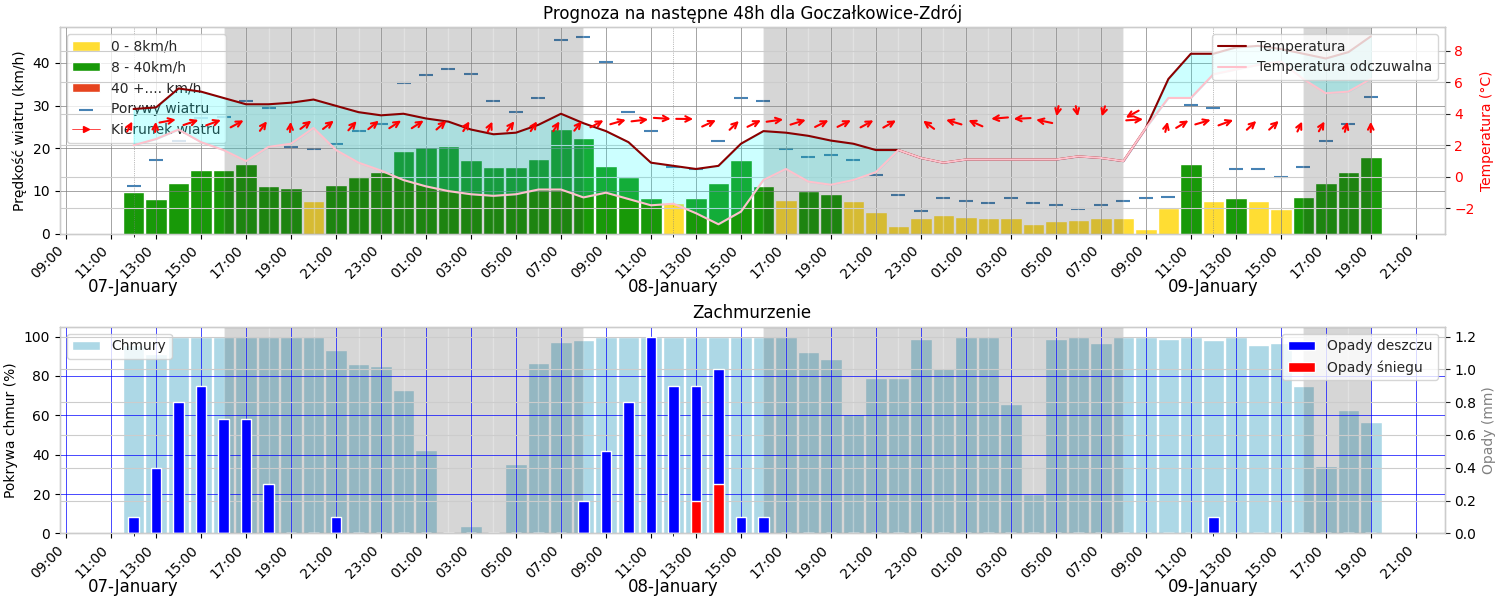 Prognoza na następne 48h dla Goczałkowice-Zdrój
Prędkość wiatru (km/h)
0 10 20 30 40
0 - 8km/h
8 - 40km/h
40 +.... km/h
Porywy wiatru
Kierunek wiatru
Temperatura
Temperatura odczuwalna
8 6 4 2 0 −2
Temperatura (°C)
09:00 11:00 13:00 15:00 17:00 19:00 21:00 23:00 01:00 03:00 05:00 07:00 09:00 11:00 13:00 15:00 17:00 19:00 21:00 23:00 01:00 03:00 05:00 07:00 09:00 11:00 13:00 15:00 17:00 19:00 21:00
07-January 08-January 09-January
Zachmurzenie
Pokrywa chmur (%)
100 80 60 40 20 0
Chmury
Opady deszczu
Opady śniegu
1.2 1.0 0.8 0.6 0.4 0.2 0.0
Opady (mm)
09:00 11:00 13:00 15:00 17:00 19:00 21:00 23:00 01:00 03:00 05:00 07:00 09:00 11:00 13:00 15:00 17:00 19:00 21:00 23:00 01:00 03:00 05:00 07:00 09:00 11:00 13:00 15:00 17:00 19:00 21:00
07-January 08-January 09-January